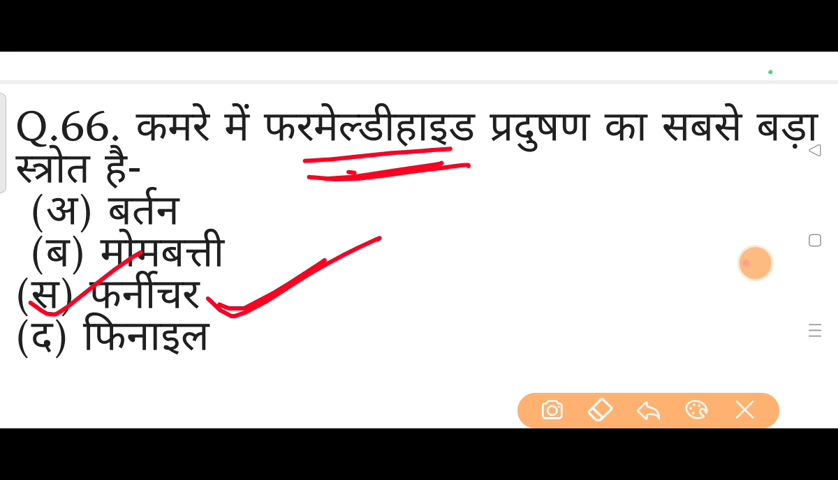 Q.66. कमरे में फरमेल्डीहाइड प्रदुषण का सबसे बड़ा
स्त्रोत है-
(अ) बर्तन
(ब) मोमबत्ती
(स) फर्नीचर
(द) फिनाइल